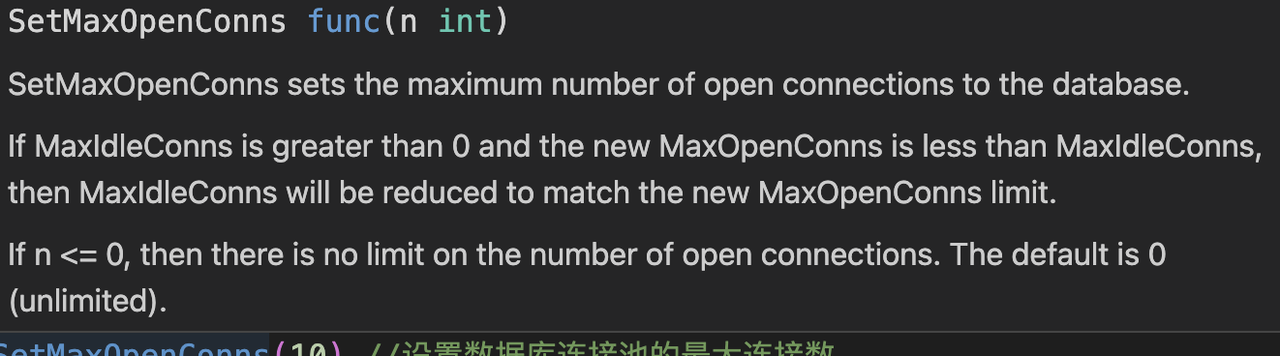 SetMaxOpenConns func(n int)
SetMaxOpenConns sets the maximum number of open connections to the database.
If MaxIdleConns is greater than 0 and the new MaxOpenConns is less than MaxIdleConns,
then MaxIdleConns will be reduced to match the new MaxOpenConns limit.
If n <= 0, then there is no limit on the number of open connections. The default is 0
(unlimited).
SetMaxOpenConns(10) //设置数据库连接池的最大连接数